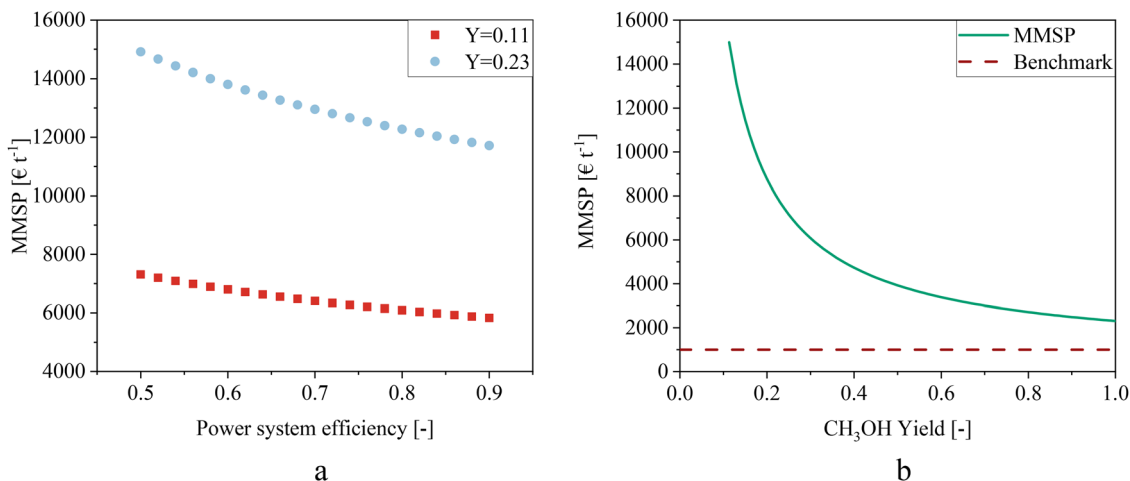 16000
14000
12000
10000
8000
6000
4000
MMSP [€ t⁻¹]
Y=0.11
Y=0.23
0.5 0.6 0.7 0.8 0.9
Power system efficiency [-]
a
16000
14000
12000
10000
8000
6000
4000
2000
0
MMSP [€ t⁻¹]
MMSP
Benchmark
0.0 0.2 0.4 0.6 0.8 1.0
CH₃OH Yield [-]
b